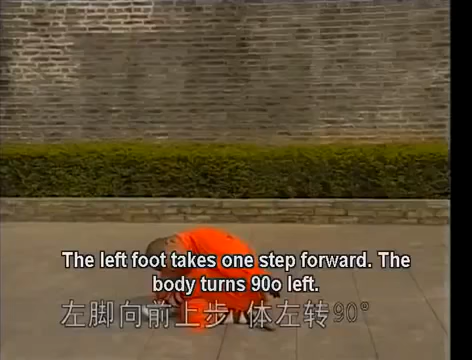 The left foot takes one step forward. The
body turns 90o left.
左脚向前上步 体左转90°